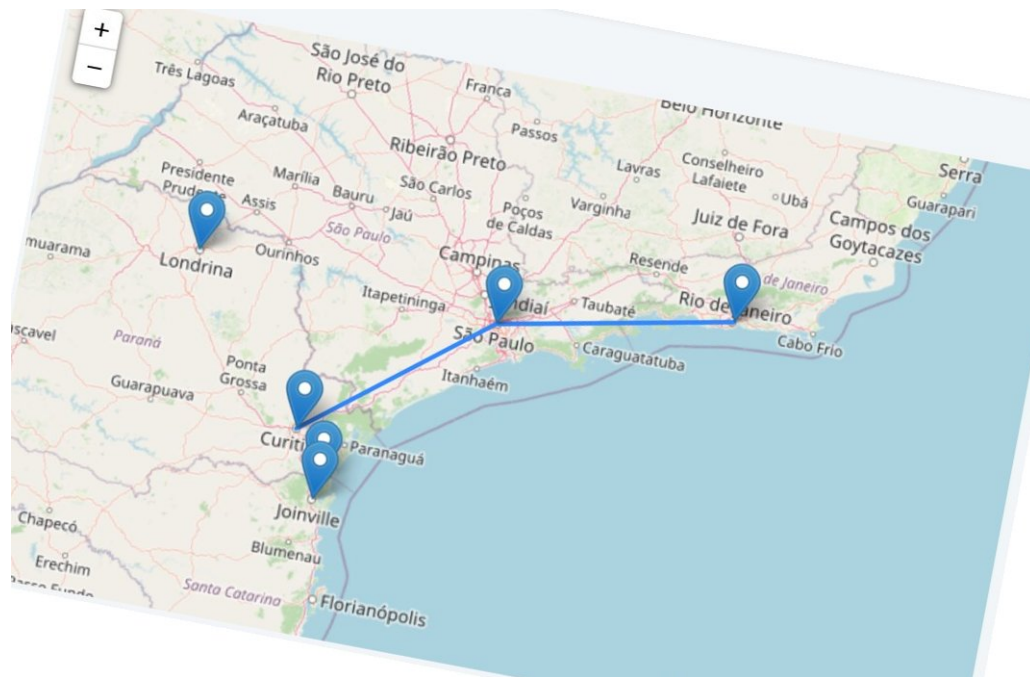 +
−
São José do
Rio Preto
Três Lagoas
Franca
Belo Horizonte
Araçatuba
Passos
Ribeirão Preto
Conselheiro
Lafaiete
Serra
Lavras
Presidente
Marília
Bauru
São Carlos
Ubá
Guarapari
Assis
Jaú
Poços
de Caldas
Varginha
Juiz de Fora
Campos dos
Goytacazes
São Paulo
muarama
Londrina
Ourinhos
Campinas
Resende
de Janeiro
Itapetininga
ndiaí
Taubaté
Rio de Janeiro
scavel
Paraná
São Paulo
Cabo Frio
Caraguatatuba
Ponta
Grossa
Itanhaém
Guarapuava
Curiti
Paranaguá
Joinville
Chapecó
Blumenau
Erechim
Santa Catarina
Florianópolis